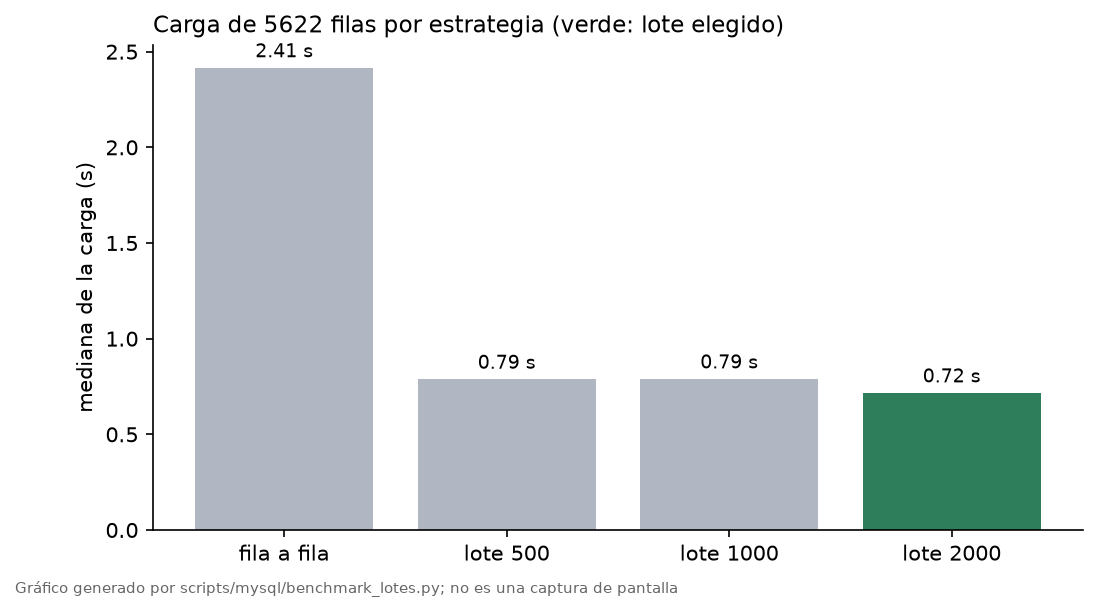 Carga de 5622 filas por estrategia (verde: lote elegido)
2.41 s
0.79 s
0.79 s
0.72 s
mediana de la carga (s)
2.5
2.0
1.5
1.0
0.5
0.0
fila a fila
lote 500
lote 1000
lote 2000
Gráfico generado por scripts/mysql/benchmark_lotes.py; no es una captura de pantalla